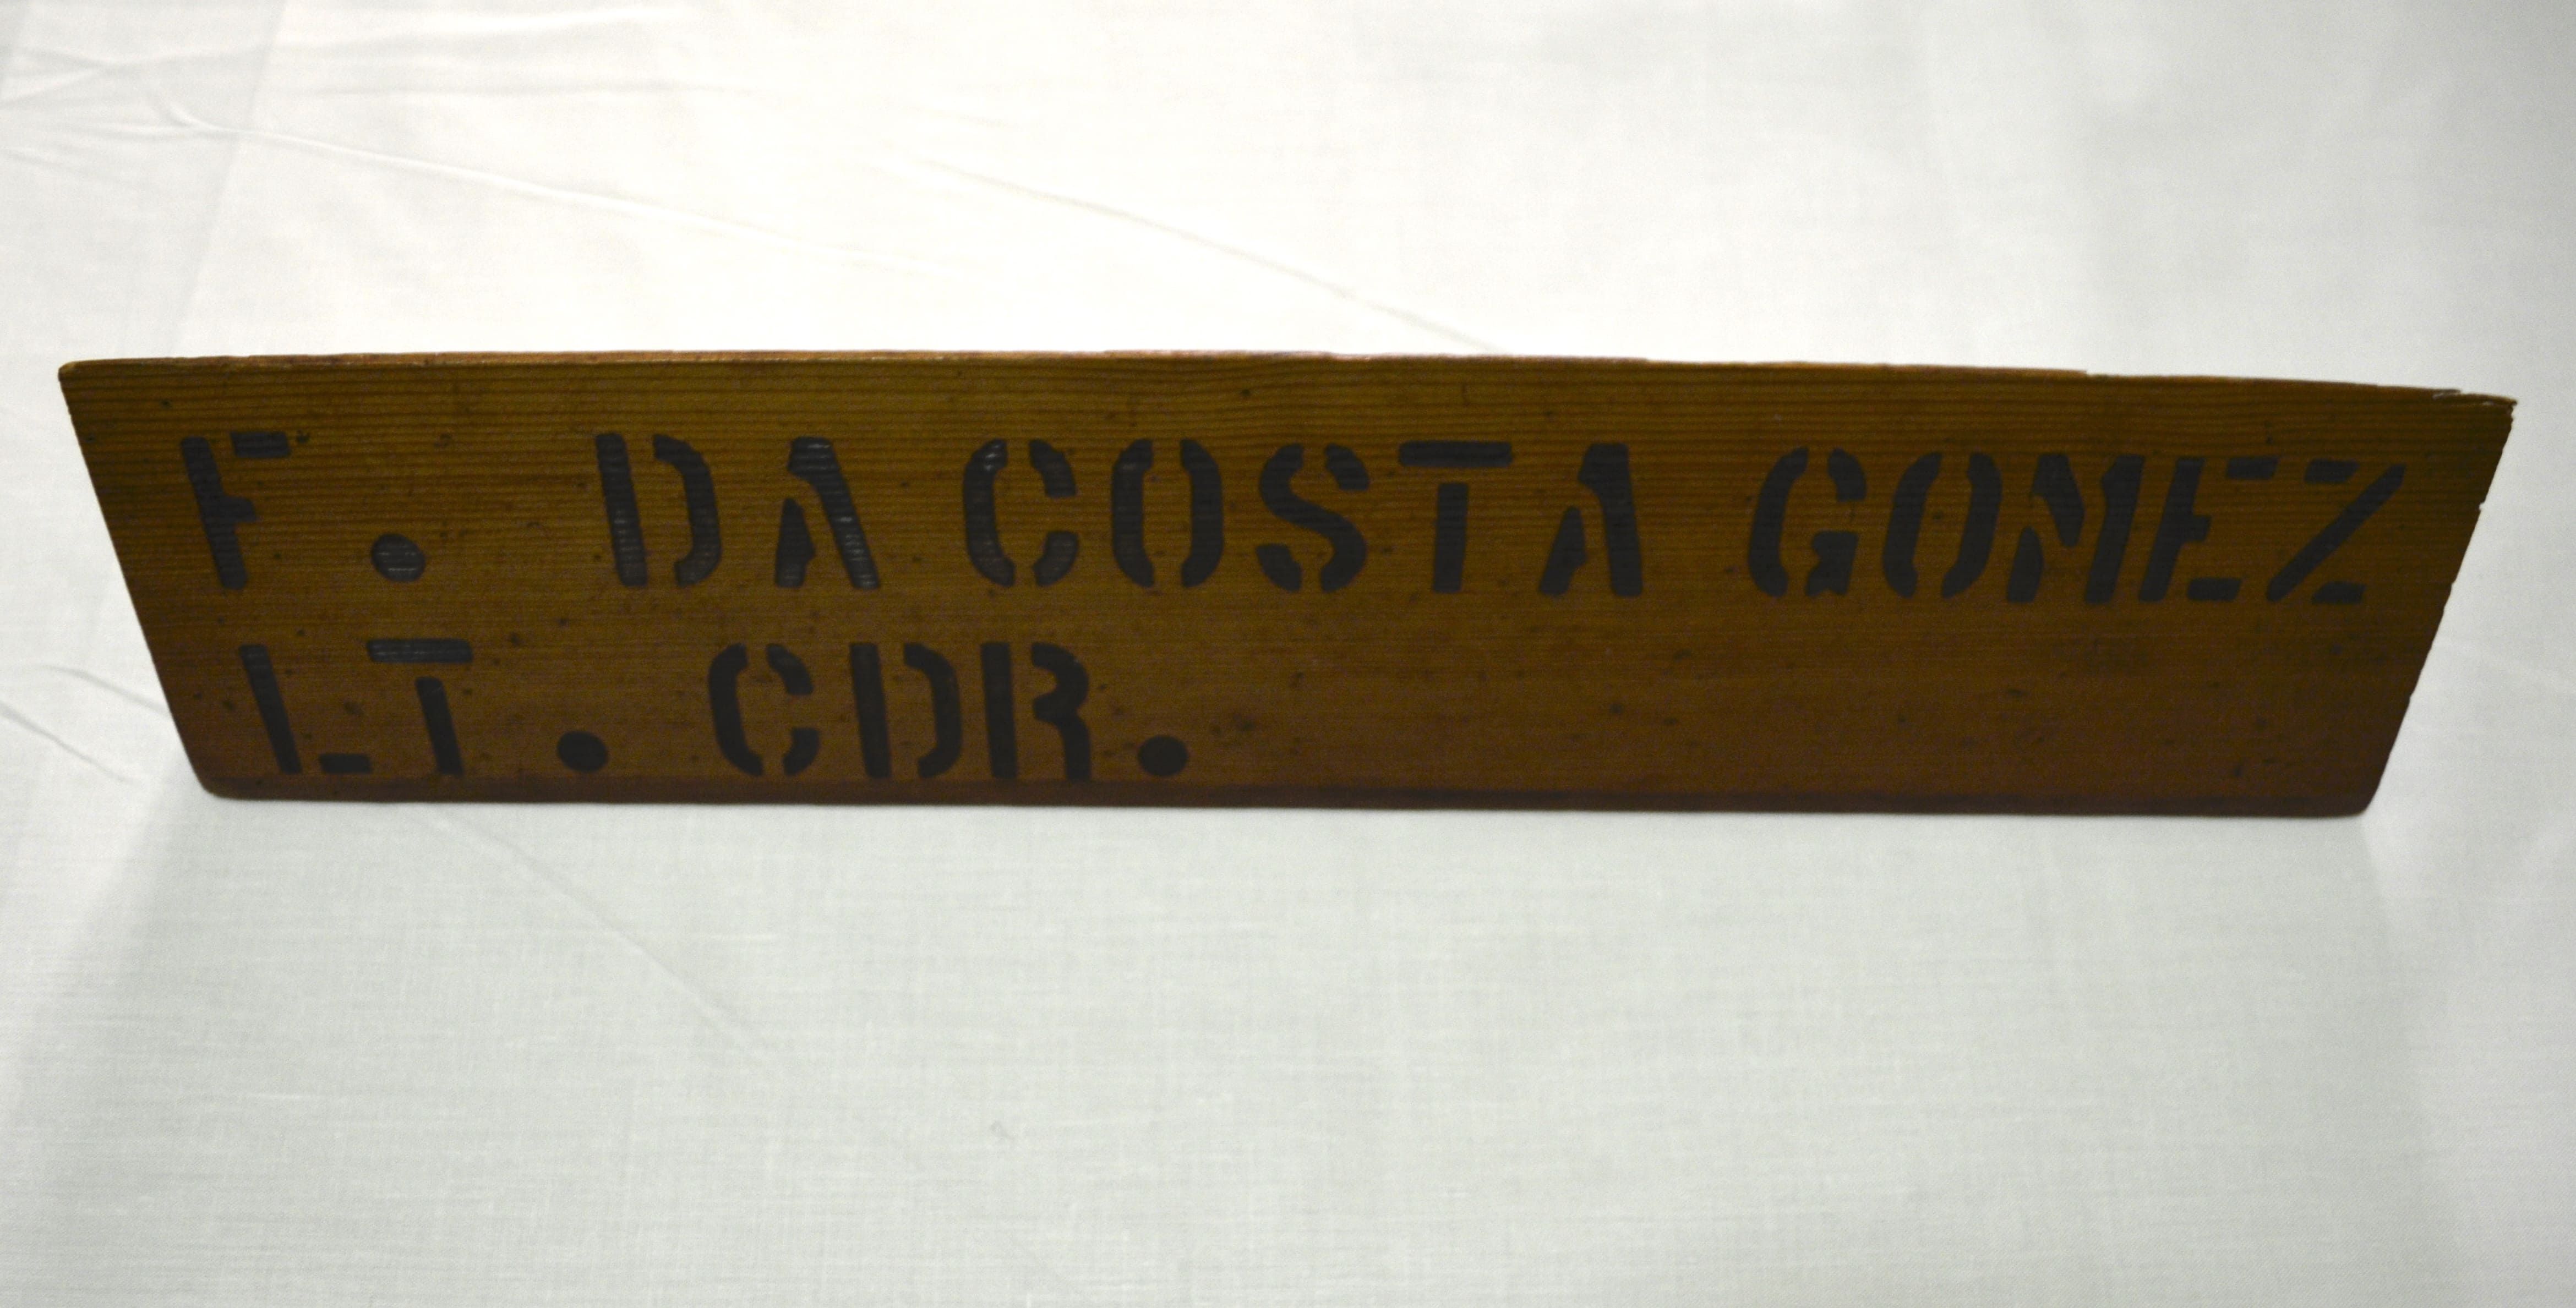 F. DA COSTA GOMEZ
LT. CDR.